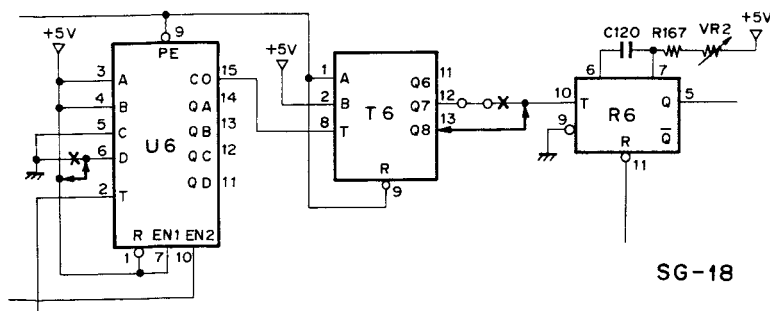 +5V
9
PE
3 A CO 15
4 B QA 14
5 C QB 13
6 D QC 12
2 T QD 11
U6
R EN1 EN2
1 7 10
X
+5V
1 A Q6 11
2 B Q7 12
8 T Q8 13
T6
R
9
X
C120 R167 VR2 +5V
6 7
10 T Q 5
9 R6
R Q̅
11
SG-18